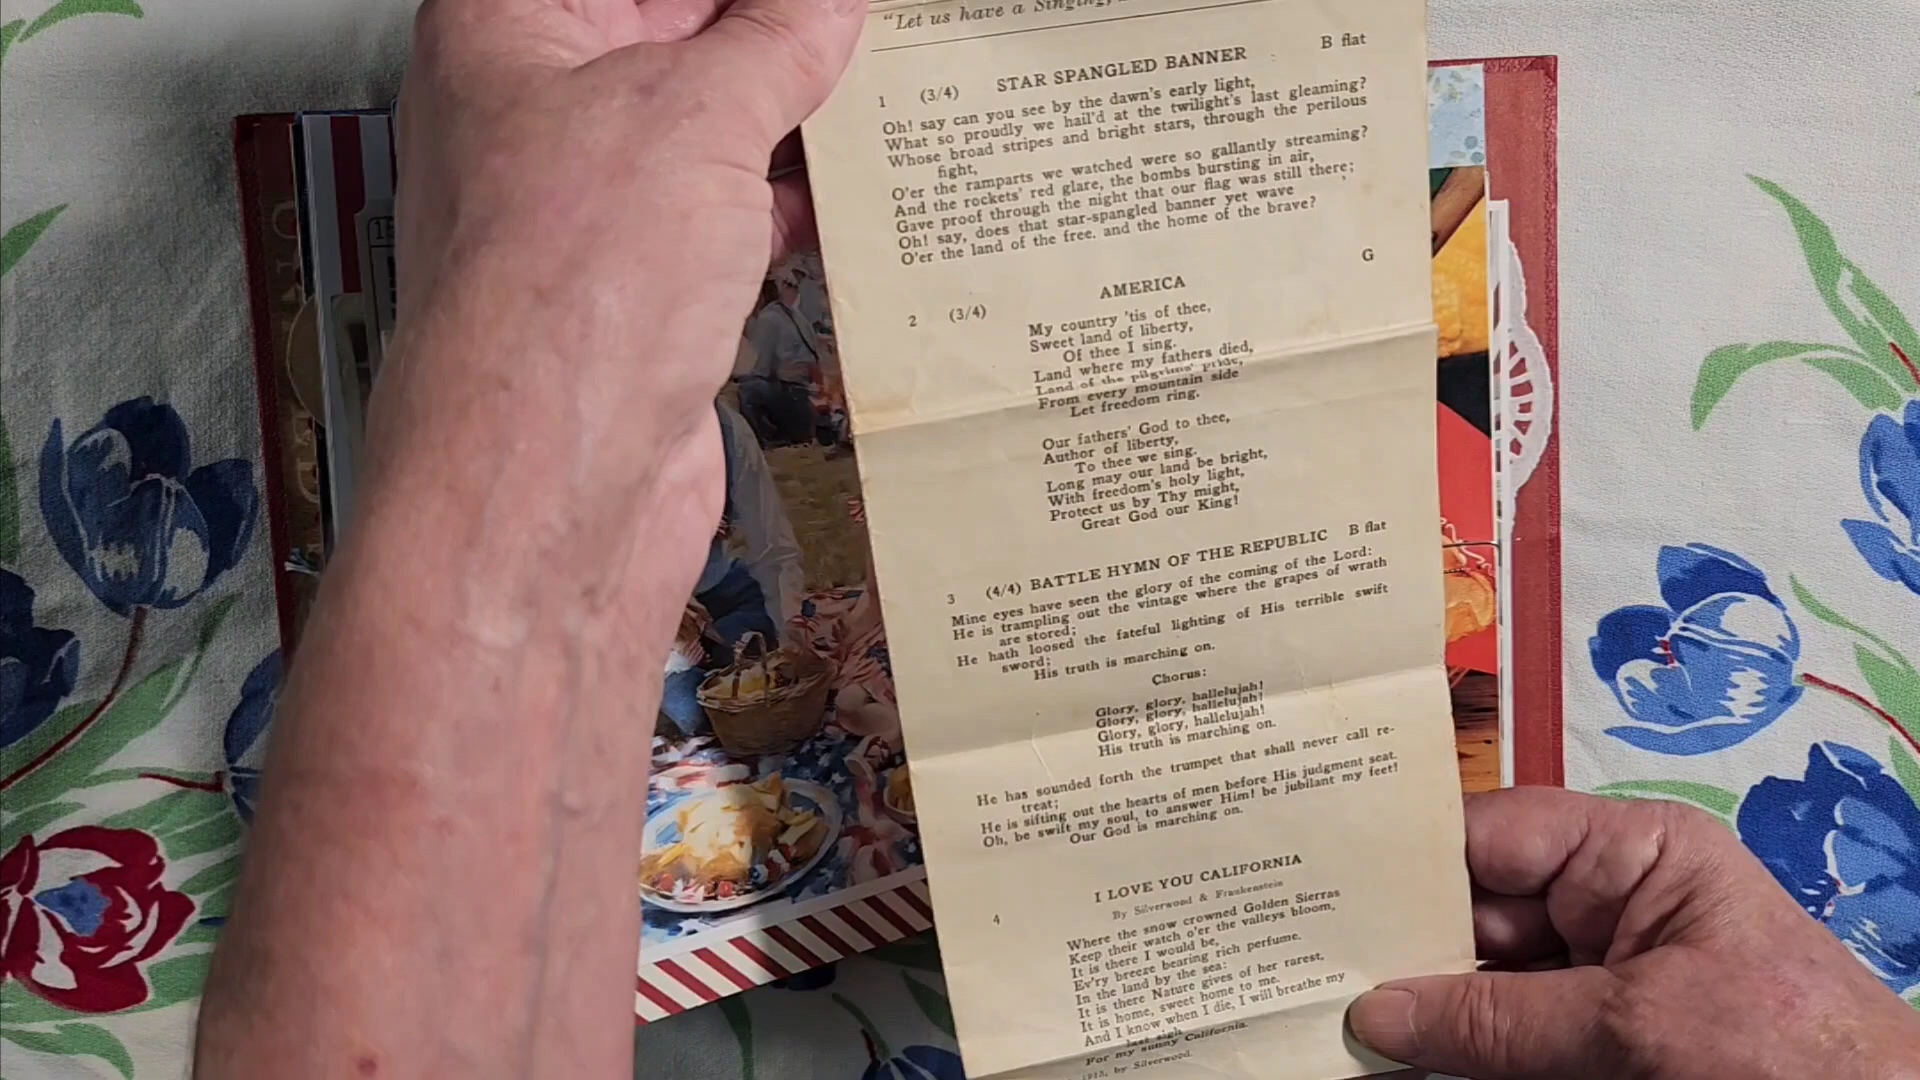 "Let us have a Singing,
STAR SPANGLED BANNER B flat
1 (3/4)
Oh! say can you see by the dawn's early light,
What so proudly we hail'd at the twilight's last gleaming?
Whose broad stripes and bright stars, through the perilous
fight,
O'er the ramparts we watched were so gallantly streaming?
And the rockets' red glare, the bombs bursting in air,
Gave proof through the night that our flag was still there;
Oh! say, does that star-spangled banner yet wave
O'er the land of the free. and the home of the brave?
G
AMERICA
2 (3/4)
My country 'tis of thee,
Sweet land of liberty,
Of thee I sing.
Land where my fathers died,
Land of the pilgrims' pride,
From every mountain side
Let freedom ring.
Our fathers' God to thee,
Author of liberty,
To thee we sing.
Long may our land be bright,
With freedom's holy light,
Protect us by Thy might,
Great God our King!
3 (4/4) BATTLE HYMN OF THE REPUBLIC B flat
Mine eyes have seen the glory of the coming of the Lord:
He is trampling out the vintage where the grapes of wrath
are stored;
He hath loosed the fateful lighting of His terrible swift
sword;
His truth is marching on.
Chorus:
Glory, glory, hallelujah!
Glory, glory, hallelujah!
Glory, glory, hallelujah!
His truth is marching on.
He has sounded forth the trumpet that shall never call re-
treat;
He is sifting out the hearts of men before His judgment seat.
Oh, be swift my soul, to answer Him! be jubilant my feet!
Our God is marching on.
I LOVE YOU CALIFORNIA
4 By Silverwood & Frankenstein
Where the snow crowned Golden Sierras
Keep their watch o'er the valleys bloom,
It is there I would be,
Ev'ry breeze bearing rich perfume.
In the land by the sea:
It is there Nature gives of her rarest,
It is home, sweet home to me.
And I know when I die, I will breathe my
last sigh
For my sunny California.
1913, by Silverwood.